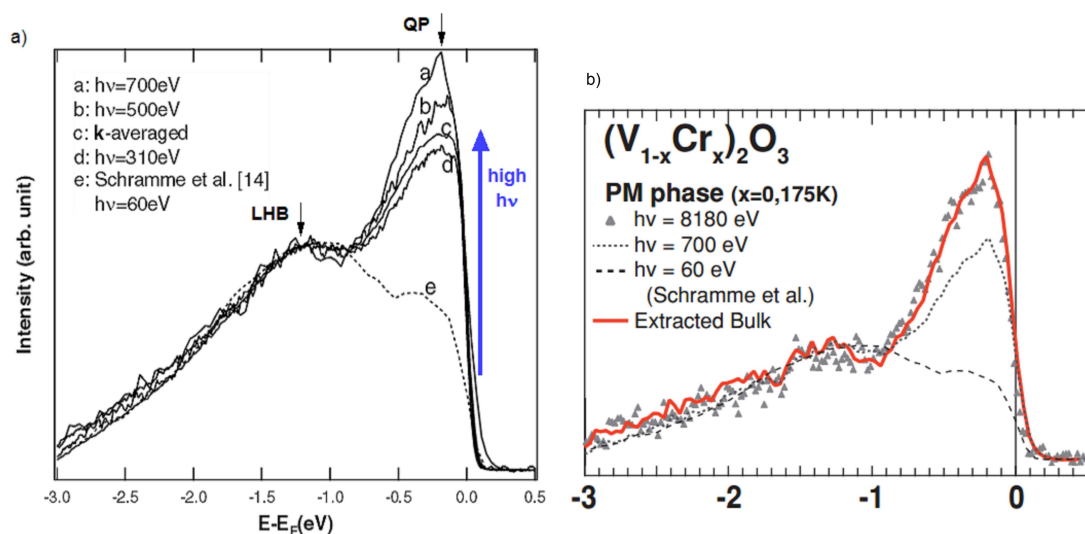 a)
QP
a: hν=700eV
b: hν=500eV
c: k-averaged
d: hν=310eV
e: Schramme et al. [14]
hν=60eV
a
b
c
d
e
LHB
high
hν
Intensity (arb. unit)
-3.0 -2.5 -2.0 -1.5 -1.0 -0.5 0.0 0.5
E-E_F(eV)
b)
(V1-xCrx)2O3
PM phase (x=0,175K)
hν = 8180 eV
hν = 700 eV
hν = 60 eV
(Schramme et al.)
Extracted Bulk
-3 -2 -1 0